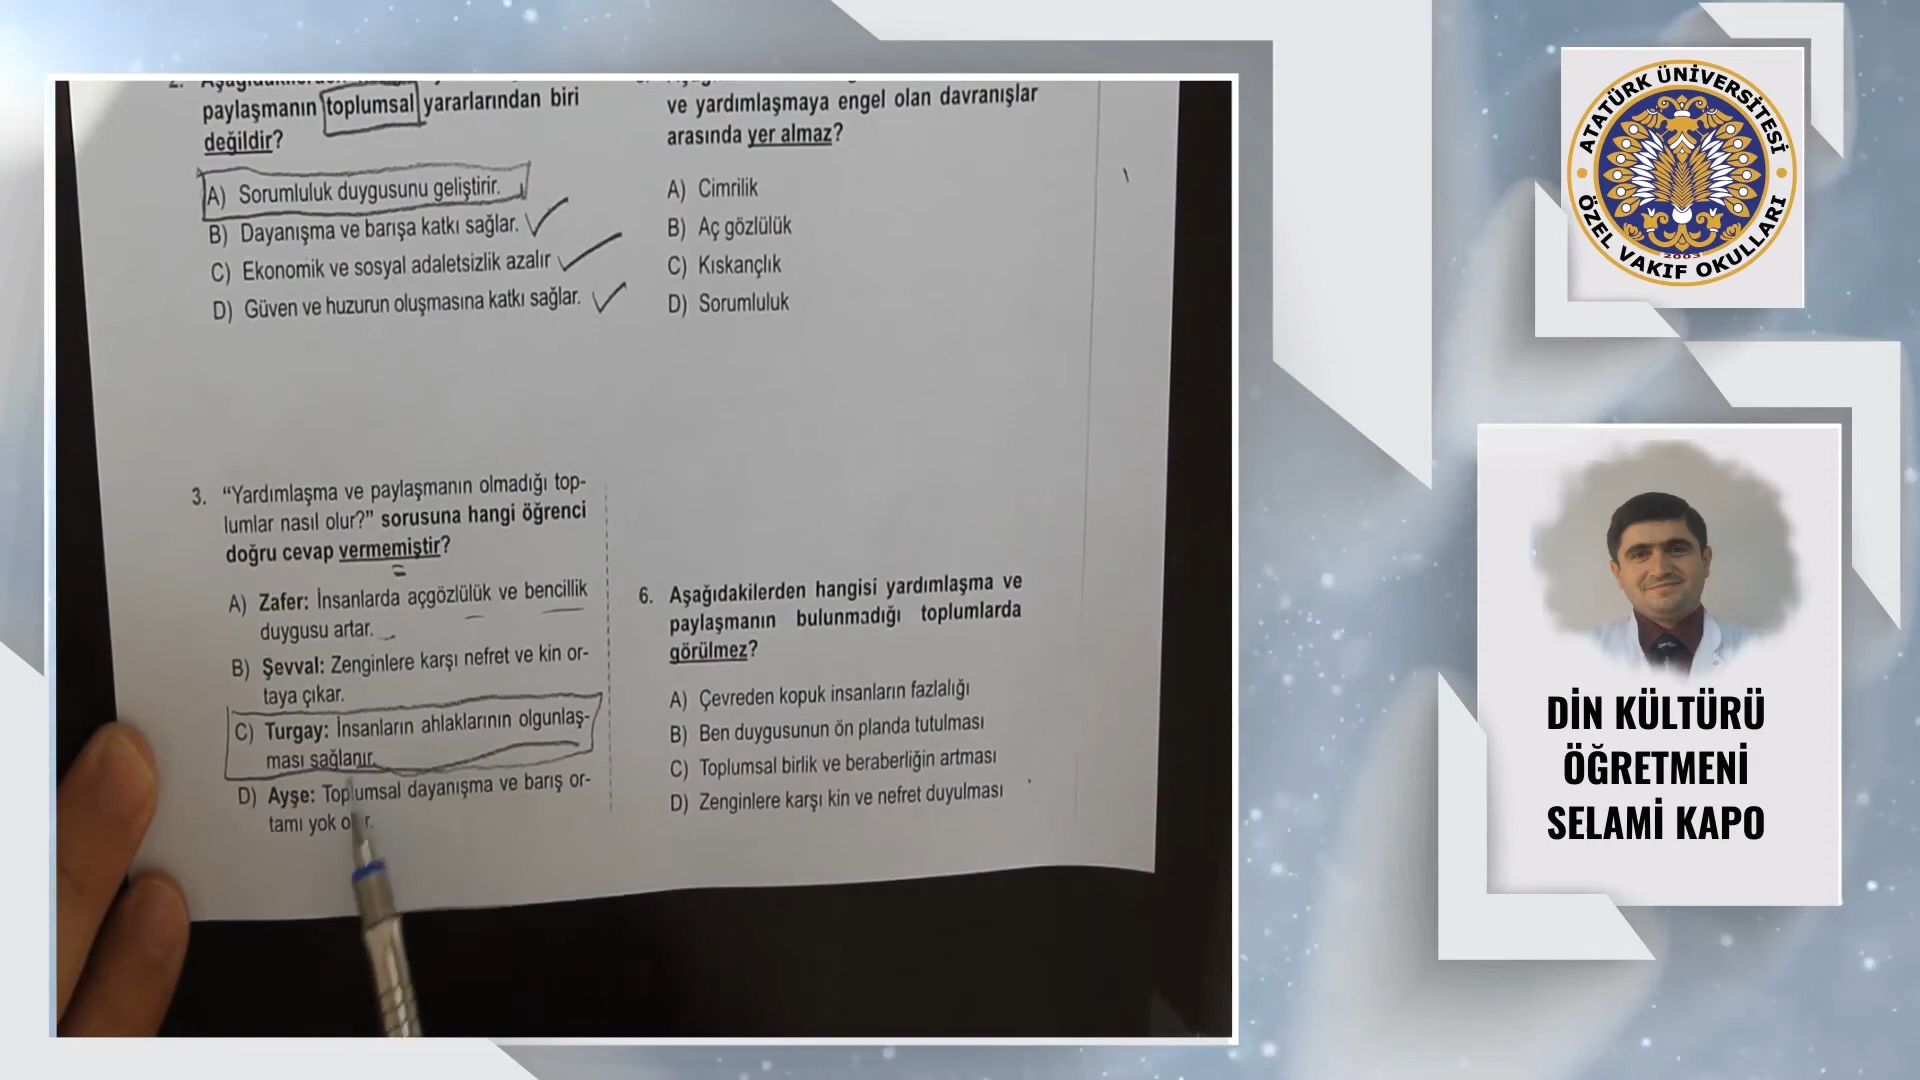 paylaşmanın toplumsal yararlarından biri
değildir?
A) Sorumluluk duygusunu geliştirir.
B) Dayanışma ve barışa katkı sağlar.
C) Ekonomik ve sosyal adaletsizlik azalır
D) Güven ve huzurun oluşmasına katkı sağlar.
3. “Yardımlaşma ve paylaşmanın olmadığı top-
lumlar nasıl olur?” sorusuna hangi öğrenci
doğru cevap vermemiştir?
A) Zafer: İnsanlarda açgözlülük ve bencillik
duygusu artar.
B) Şevval: Zenginlere karşı nefret ve kin or-
taya çıkar.
C) Turgay: İnsanların ahlaklarının olgunlaş-
ması sağlanır.
D) Ayşe: Toplumsal dayanışma ve barış or-
tamı yok
ve yardımlaşmaya engel olan davranışlar
arasında yer almaz?
A) Cimrilik
B) Aç gözlülük
C) Kıskançlık
D) Sorumluluk
6. Aşağıdakilerden hangisi yardımlaşma ve
paylaşmanın bulunmadığı toplumlarda
görülmez?
A) Çevreden kopuk insanların fazlalığı
B) Ben duygusunun ön planda tutulması
C) Toplumsal birlik ve beraberliğin artması
D) Zenginlere karşı kin ve nefret duyulması
ATATÜRK ÜNİVERSİTESİ
2003
ÖZEL VAKIF OKULLARI
DİN KÜLTÜRÜ
ÖĞRETMENİ
SELAMİ KAPO